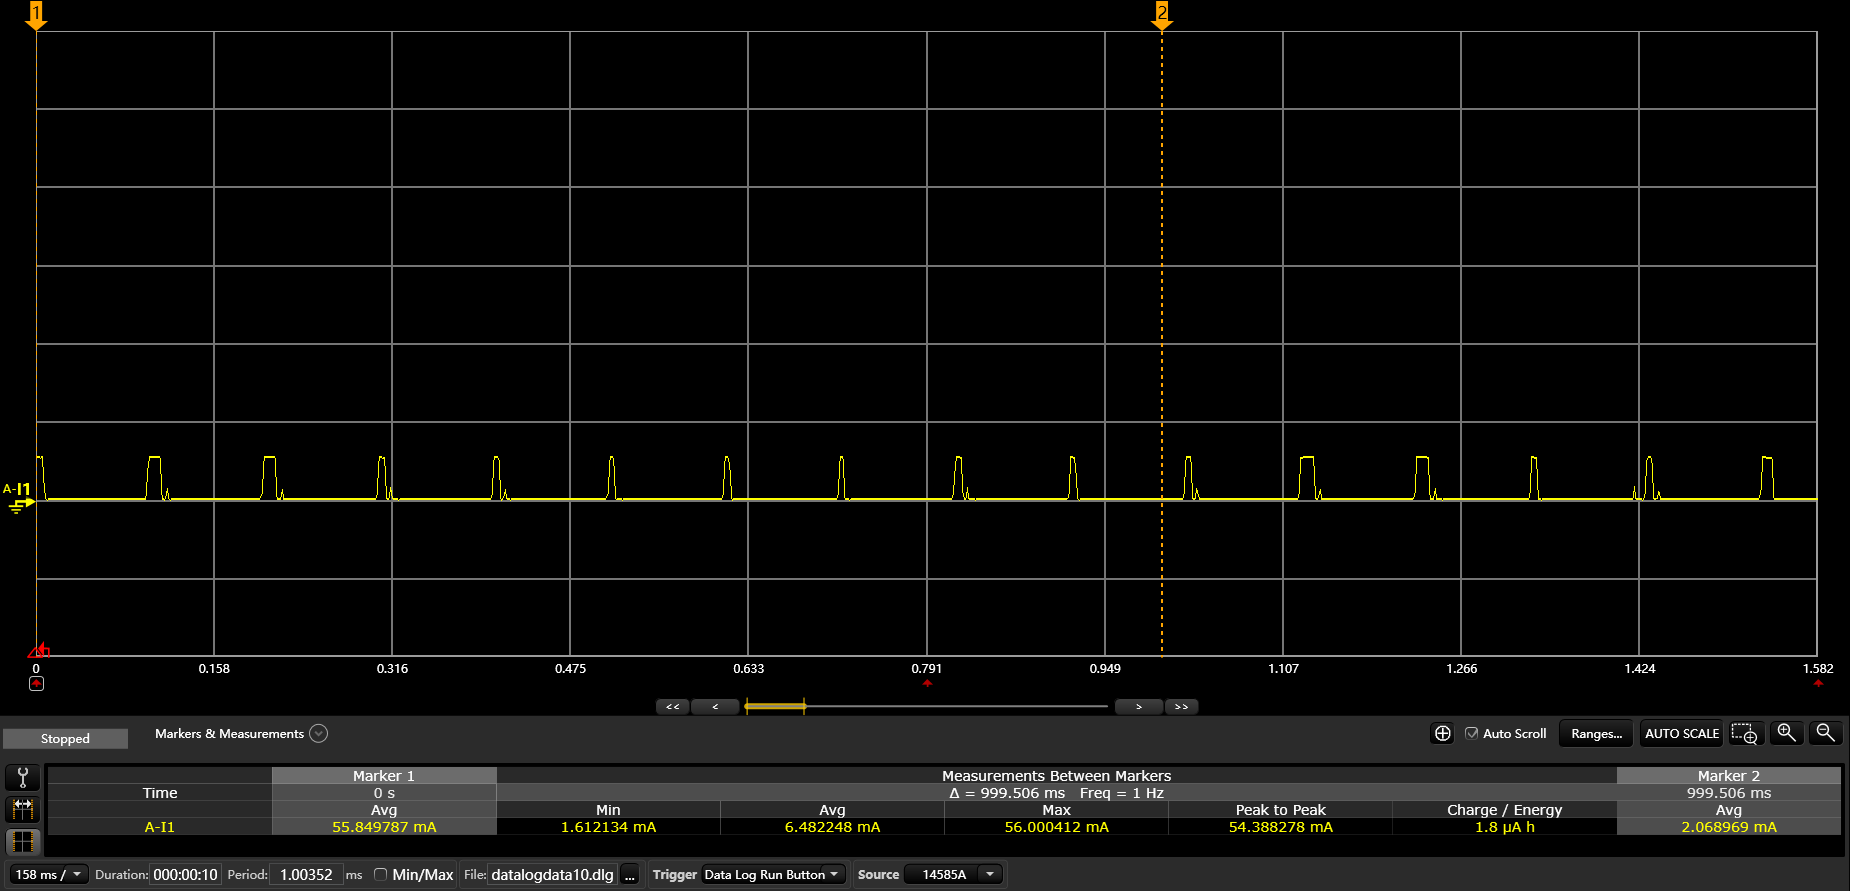 1
2
A-I1
0
0.158
0.316
0.475
0.633
0.791
0.949
1.107
1.266
1.424
1.582
<< < > >>
Stopped
Markers & Measurements
Auto Scroll
Ranges...
AUTO SCALE
Marker 1 Measurements Between Markers Marker 2
Time 0 s Δ = 999.506 ms Freq = 1 Hz 999.506 ms
Avg Min Avg Max Peak to Peak Charge / Energy Avg
A-I1 55.849787 mA 1.612134 mA 6.482248 mA 56.000412 mA 54.388278 mA 1.8 µA h 2.068969 mA
158 ms / Duration: 000:00:10 Period: 1.00352 ms Min/Max File: datalogdata10.dlg ... Trigger Data Log Run Button Source 14585A